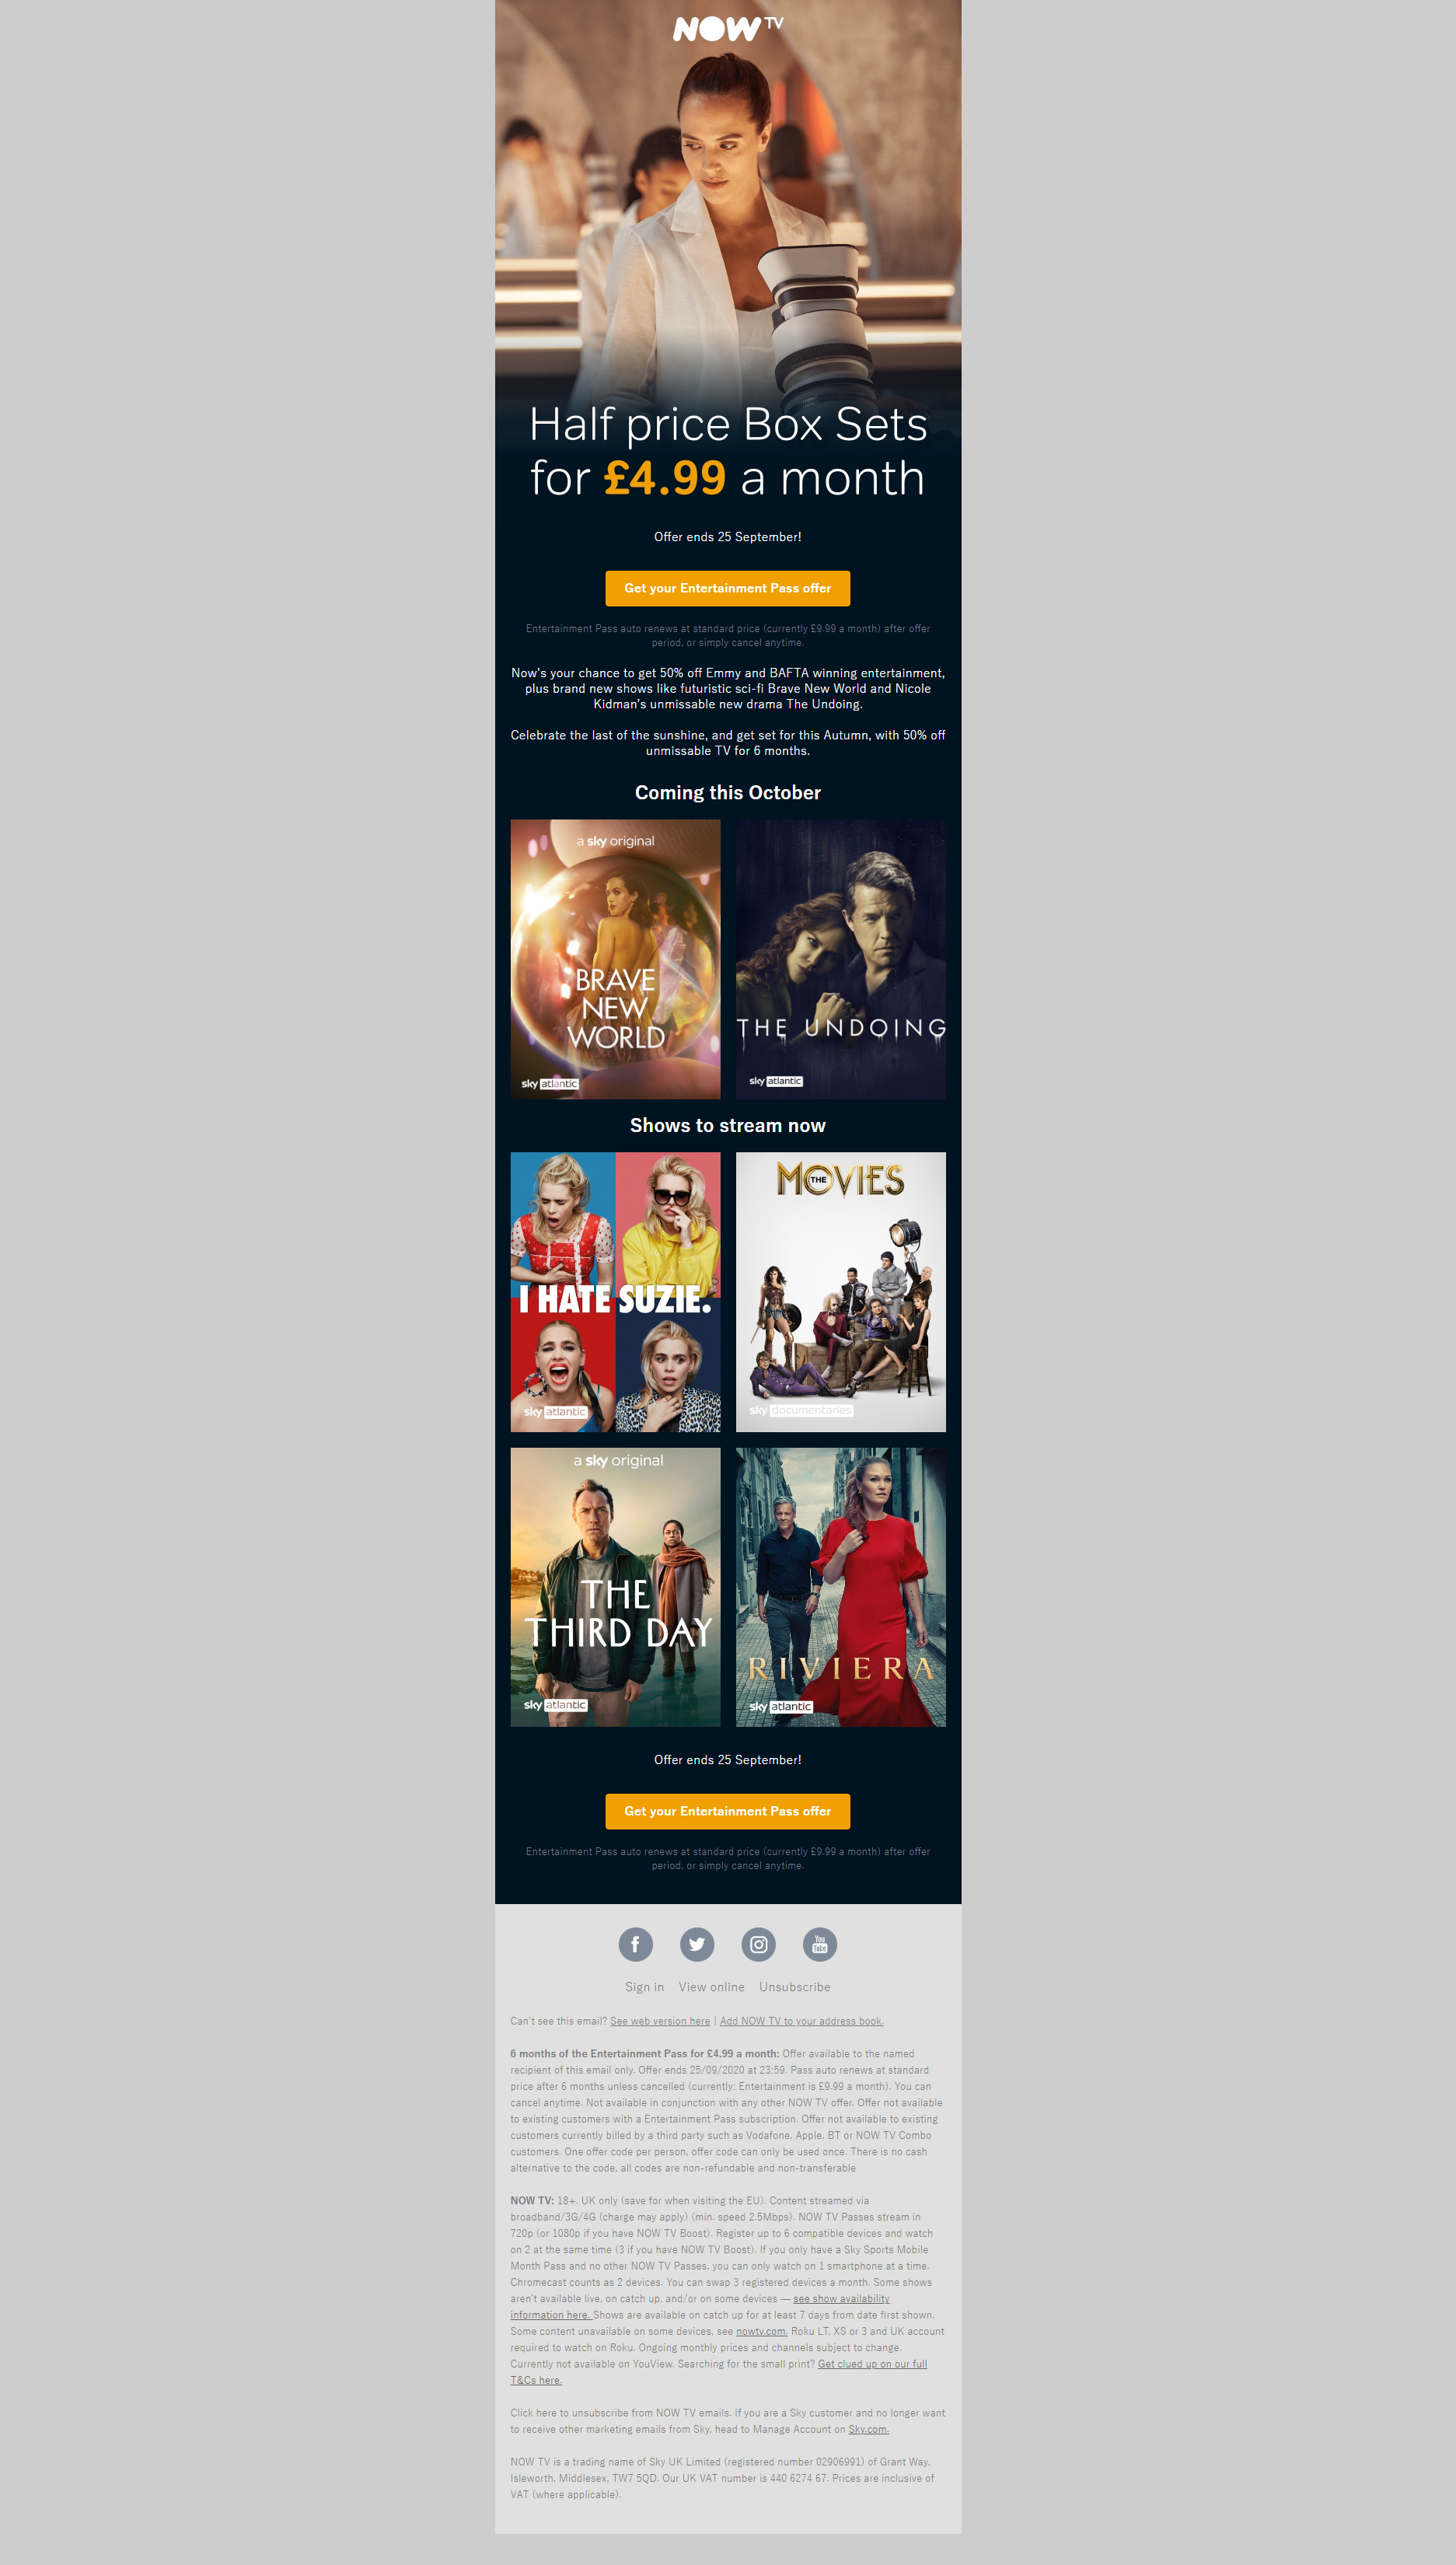 NOW TV
Half price Box Sets
for £4.99 a month
Offer ends 25 September!
Get your Entertainment Pass offer
Entertainment Pass auto renews at standard price (currently £9.99 a month) after offer
period, or simply cancel anytime.
Now's your chance to get 50% off Emmy and BAFTA winning entertainment,
plus brand new shows like futuristic sci-fi Brave New World and Nicole
Kidman's unmissable new drama The Undoing.
Celebrate the last of the sunshine, and get set for this Autumn, with 50% off
unmissable TV for 6 months.
Coming this October
a sky original
BRAVE
NEW
WORLD
sky atlantic
THE UNDOING
sky atlantic
Shows to stream now
I HATE SUZIE.
sky atlantic
THE MOVIES
sky documentaries
a sky original
THE
THIRD DAY
sky atlantic
RIVIERA
sky atlantic
Offer ends 25 September!
Get your Entertainment Pass offer
Entertainment Pass auto renews at standard price (currently £9.99 a month) after offer
period, or simply cancel anytime.
f You Tube
Sign in View online Unsubscribe
Can't see this email? See web version here | Add NOW TV to your address book.
6 months of the Entertainment Pass for £4.99 a month: Offer available to the named
recipient of this email only. Offer ends 25/09/2020 at 23:59. Pass auto renews at standard
price after 6 months unless cancelled (currently: Entertainment is £9.99 a month). You can
cancel anytime. Not available in conjunction with any other NOW TV offer. Offer not available
to existing customers with a Entertainment Pass subscription. Offer not available to existing
customers currently billed by a third party such as Vodafone, Apple, BT or NOW TV Combo
customers. One offer code per person, offer code can only be used once. There is no cash
alternative to the code, all codes are non-refundable and non-transferable
NOW TV: 18+. UK only (save for when visiting the EU). Content streamed via
broadband/3G/4G (charge may apply) (min. speed 2.5Mbps). NOW TV Passes stream in
720p (or 1080p if you have NOW TV Boost). Register up to 6 compatible devices and watch
on 2 at the same time (3 if you have NOW TV Boost). If you only have a Sky Sports Mobile
Month Pass and no other NOW TV Passes, you can only watch on 1 smartphone at a time.
Chromecast counts as 2 devices. You can swap 3 registered devices a month. Some shows
aren't available live, on catch up, and/or on some devices — see show availability
information here. Shows are available on catch up for at least 7 days from date first shown.
Some content unavailable on some devices, see nowtv.com. Roku LT, XS or 3 and UK account
required to watch on Roku. Ongoing monthly prices and channels subject to change.
Currently not available on YouView. Searching for the small print? Get clued up on our full
T&Cs here.
Click here to unsubscribe from NOW TV emails. If you are a Sky customer and no longer want
to receive other marketing emails from Sky, head to Manage Account on Sky.com.
NOW TV is a trading name of Sky UK Limited (registered number 02906991) of Grant Way,
Isleworth, Middlesex, TW7 5QD. Our UK VAT number is 440 6274 67. Prices are inclusive of
VAT (where applicable).